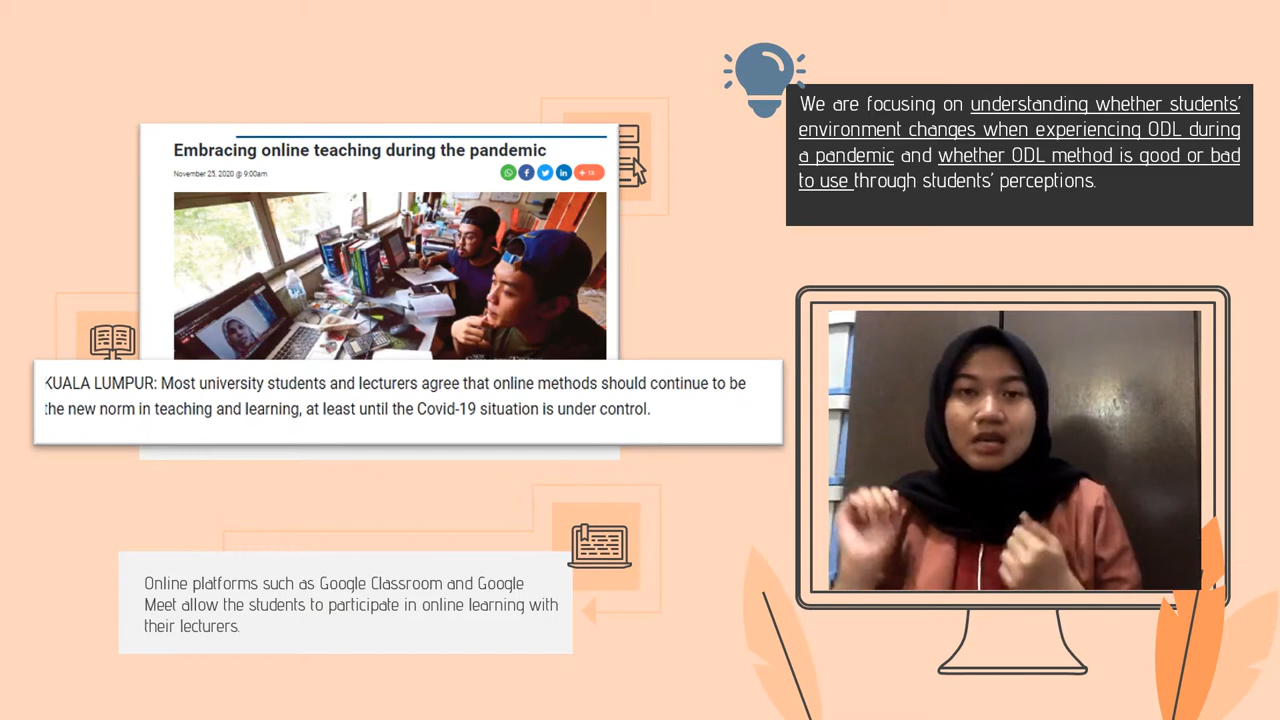 Embracing online teaching during the pandemic
November 25, 2020 @ 9:00am
+ 13
KUALA LUMPUR: Most university students and lecturers agree that online methods should continue to be
the new norm in teaching and learning, at least until the Covid-19 situation is under control.
Online platforms such as Google Classroom and Google
Meet allow the students to participate in online learning with
their lecturers.
We are focusing on understanding whether students'
environment changes when experiencing ODL during
a pandemic and whether ODL method is good or bad
to use through students' perceptions.